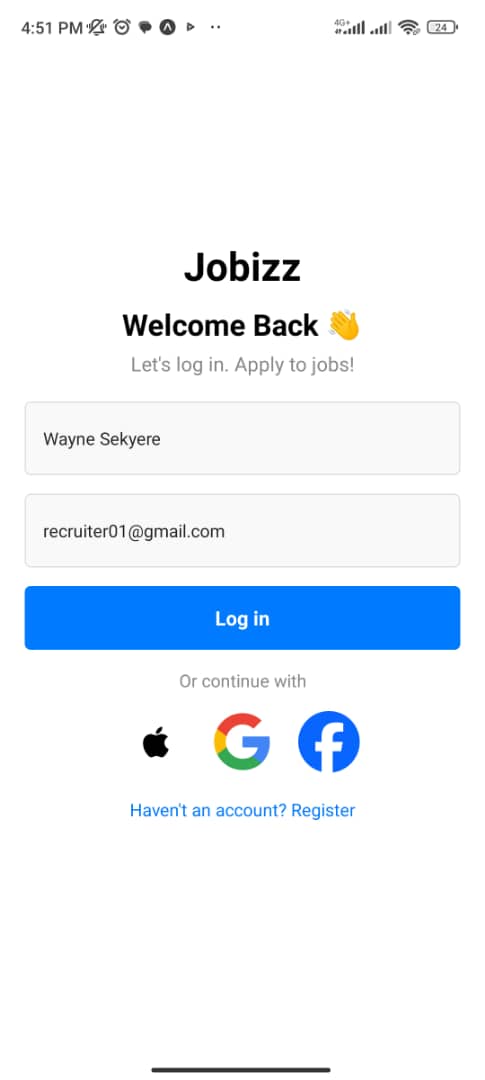 4:51 PM
4G+
24
Jobizz
Welcome Back 👋
Let's log in. Apply to jobs!
Wayne Sekyere
recruiter01@gmail.com
Log in
Or continue with
Haven't an account? Register